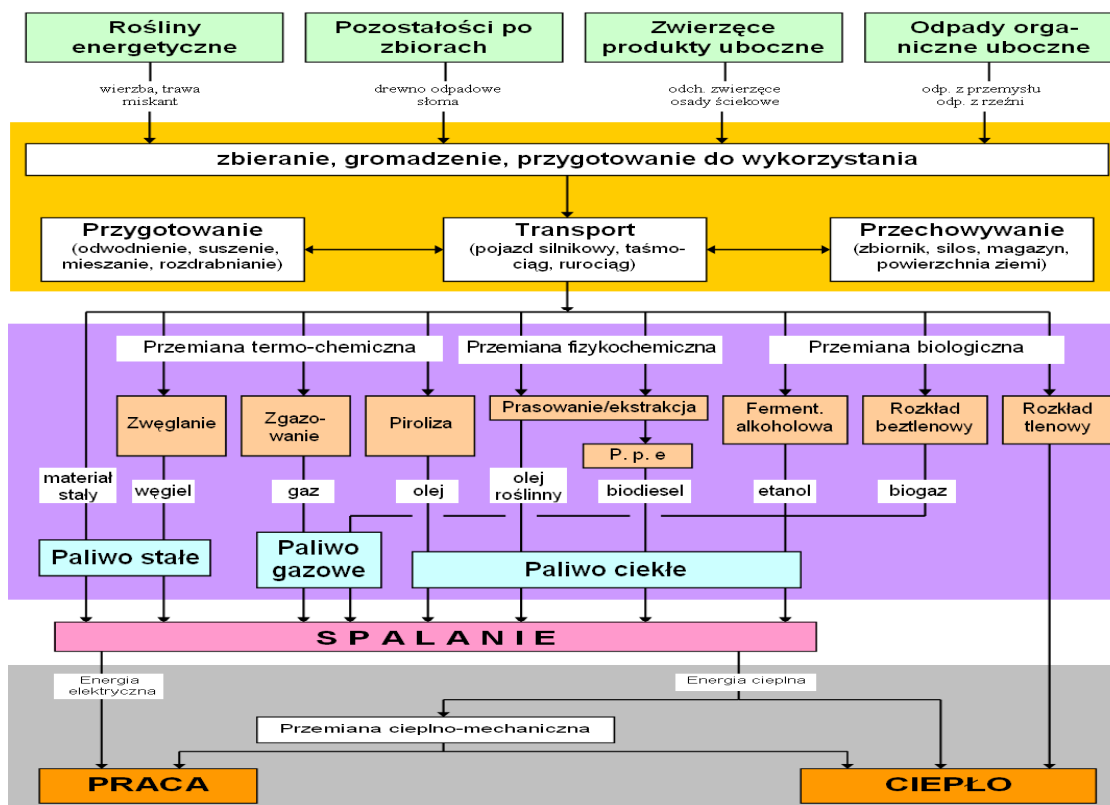 Rośliny
energetyczne
Pozostałości po
zbiorach
Zwierzęce
produkty uboczne
Odpady orga-
niczne uboczne
wierzba, trawa
miskant
drewno odpadowe
słoma
odch. zwierzęce
osady ściekowe
odp. z przemysłu
odp. z rzeźni
zbieranie, gromadzenie, przygotowanie do wykorzystania
Przygotowanie
(odwodnienie, suszenie,
mieszanie, rozdrabnianie)
Transport
(pojazd silnikowy, taśmo-
ciąg, rurociąg)
Przechowywanie
(zbiornik, silos, magazyn,
powierzchnia ziemi)
Przemiana termo-chemiczna
Przemiana fizykochemiczna
Przemiana biologiczna
Zwęglanie
Zgazo-
wanie
Piroliza
Prasowanie/ekstrakcja
P. p. e
Ferment.
alkoholowa
Rozkład
beztlenowy
Rozkład
tlenowy
materiał
stały
węgiel
gaz
olej
olej
roślinny
biodiesel
etanol
biogaz
Paliwo stałe
Paliwo
gazowe
Paliwo ciekłe
SPALANIE
Energia
elektryczna
Energia cieplna
Przemiana cieplno-mechaniczna
PRACA
CIEPŁO